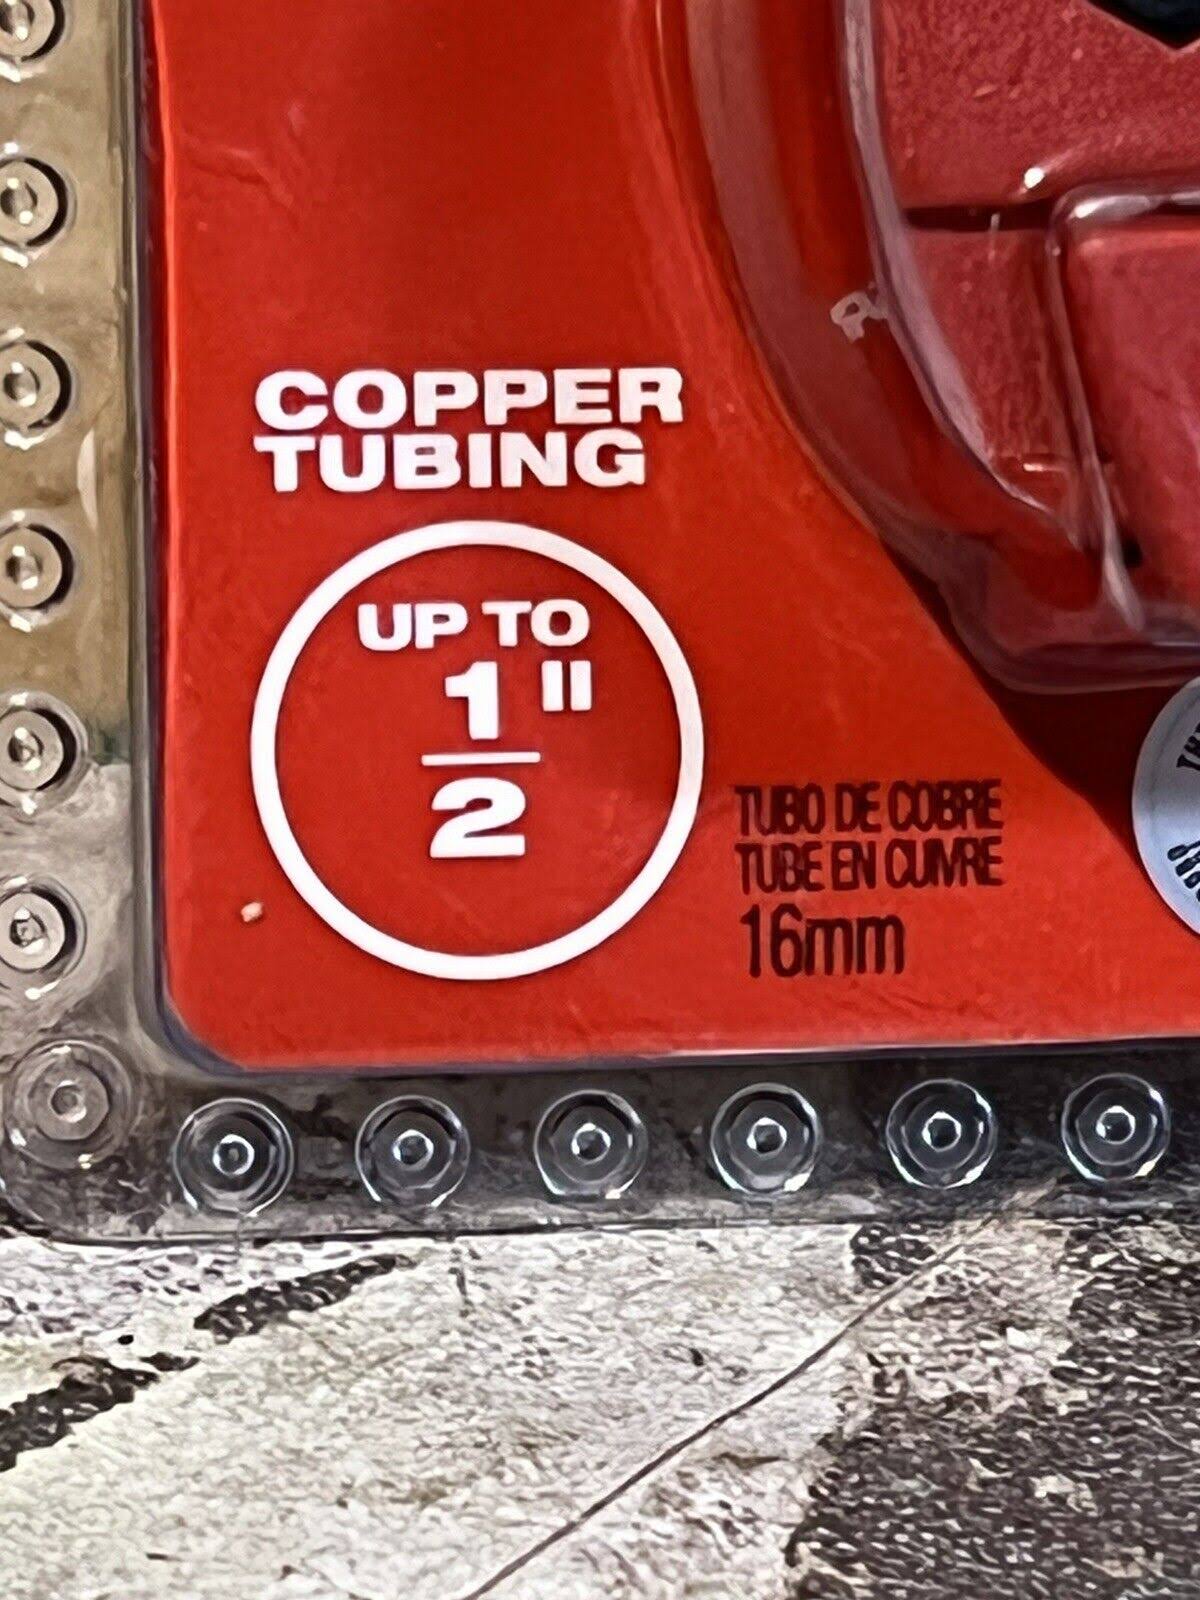 COPPER
TUBING
UP TO
1"
2
TUBO DE COBRE
TUBE EN CUIVRE
16mm